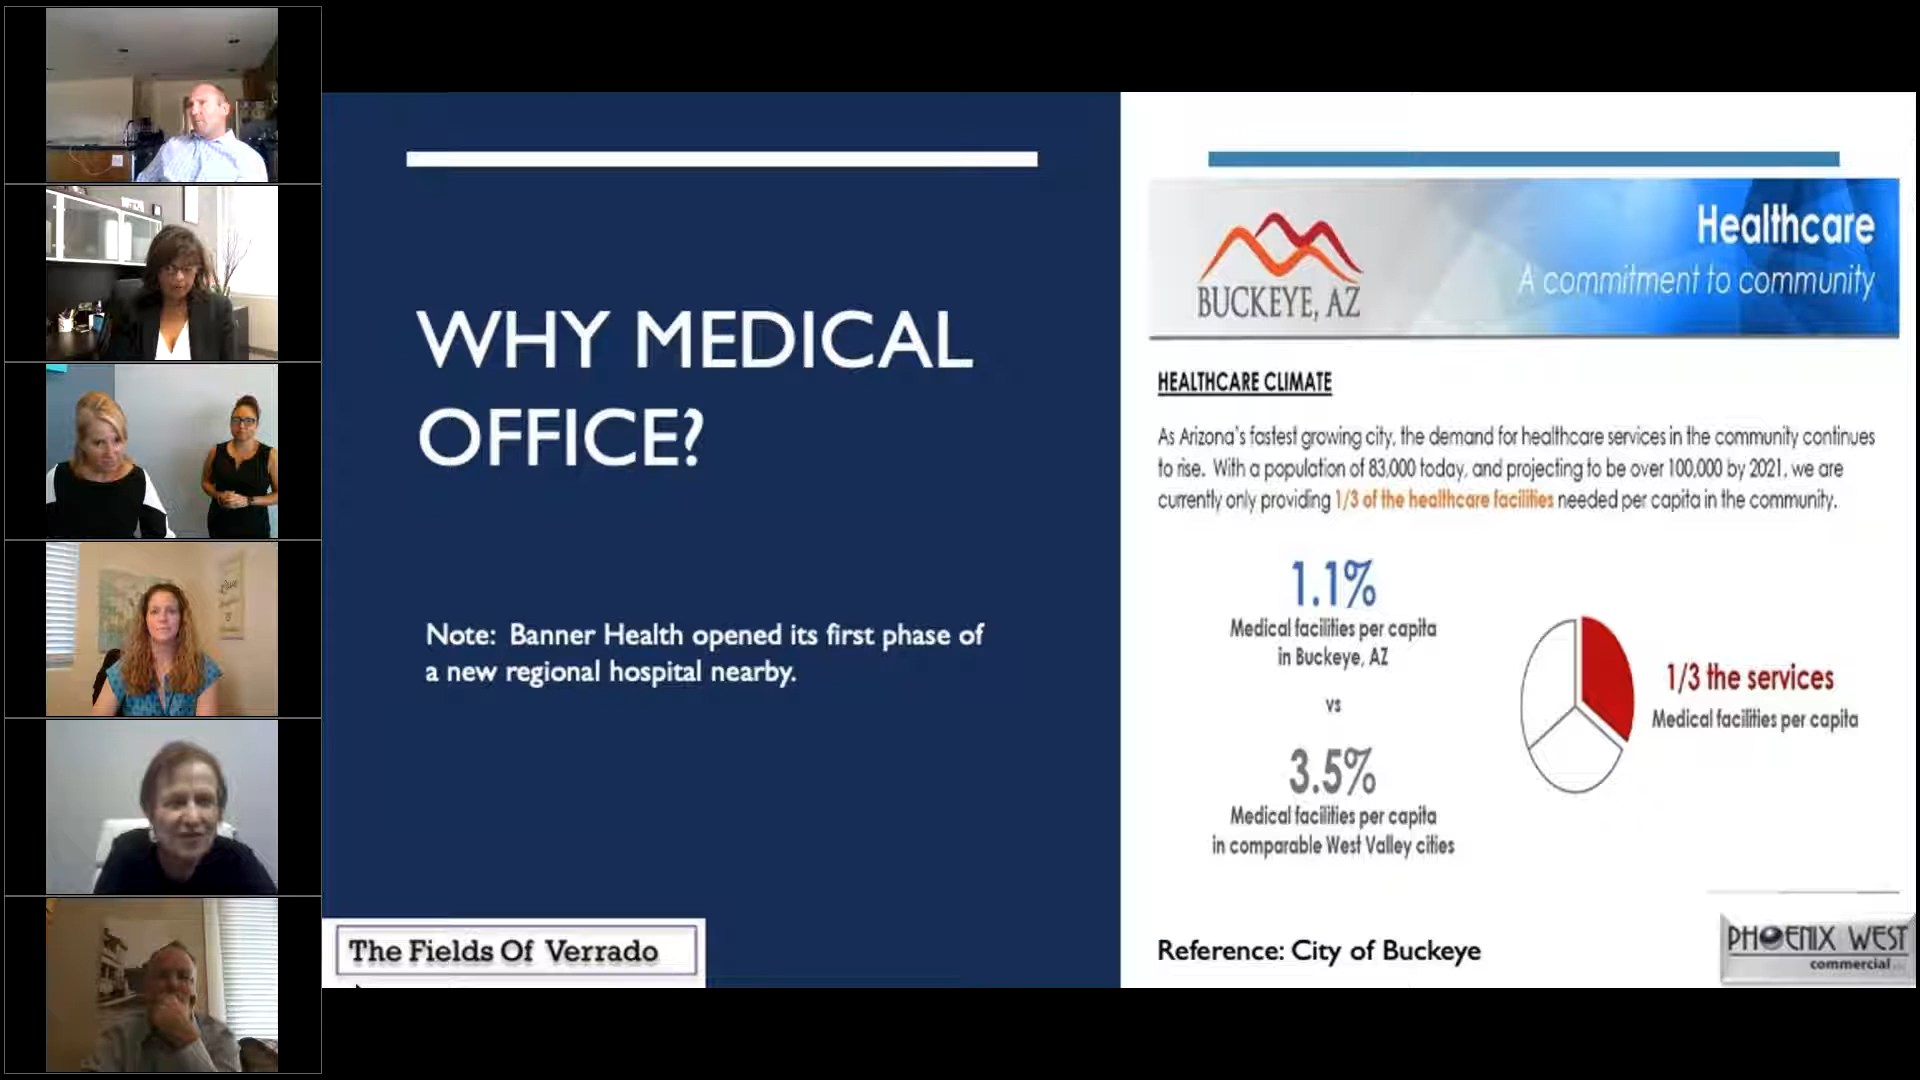 WHY MEDICAL
OFFICE?
Note: Banner Health opened its first phase of
a new regional hospital nearby.
The Fields Of Verrado
BUCKEYE, AZ
Healthcare
A commitment to community
HEALTHCARE CLIMATE
As Arizona's fastest growing city, the demand for healthcare services in the community continues
to rise. With a population of 83,000 today, and projecting to be over 100,000 by 2021, we are
currently only providing 1/3 of the healthcare facilities needed per capita in the community.
1.1%
Medical facilities per capita
in Buckeye, AZ
vs
3.5%
Medical facilities per capita
in comparable West Valley cities
1/3 the services
Medical facilities per capita
Reference: City of Buckeye
PHOENIX WEST
commercial